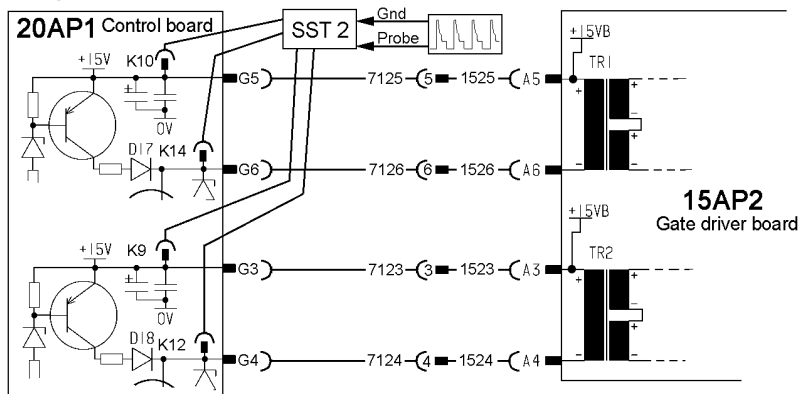 20AP1 Control board
SST 2
Gnd
Probe
+15V
K10
0V
D17 K14
G5 7125 5 1525 A5
G6 7126 6 1526 A6
+15VB
TR1
15AP2
Gate driver board
+15V
K9
0V
D18 K12
G3 7123 3 1523 A3
G4 7124 4 1524 A4
+15VB
TR2